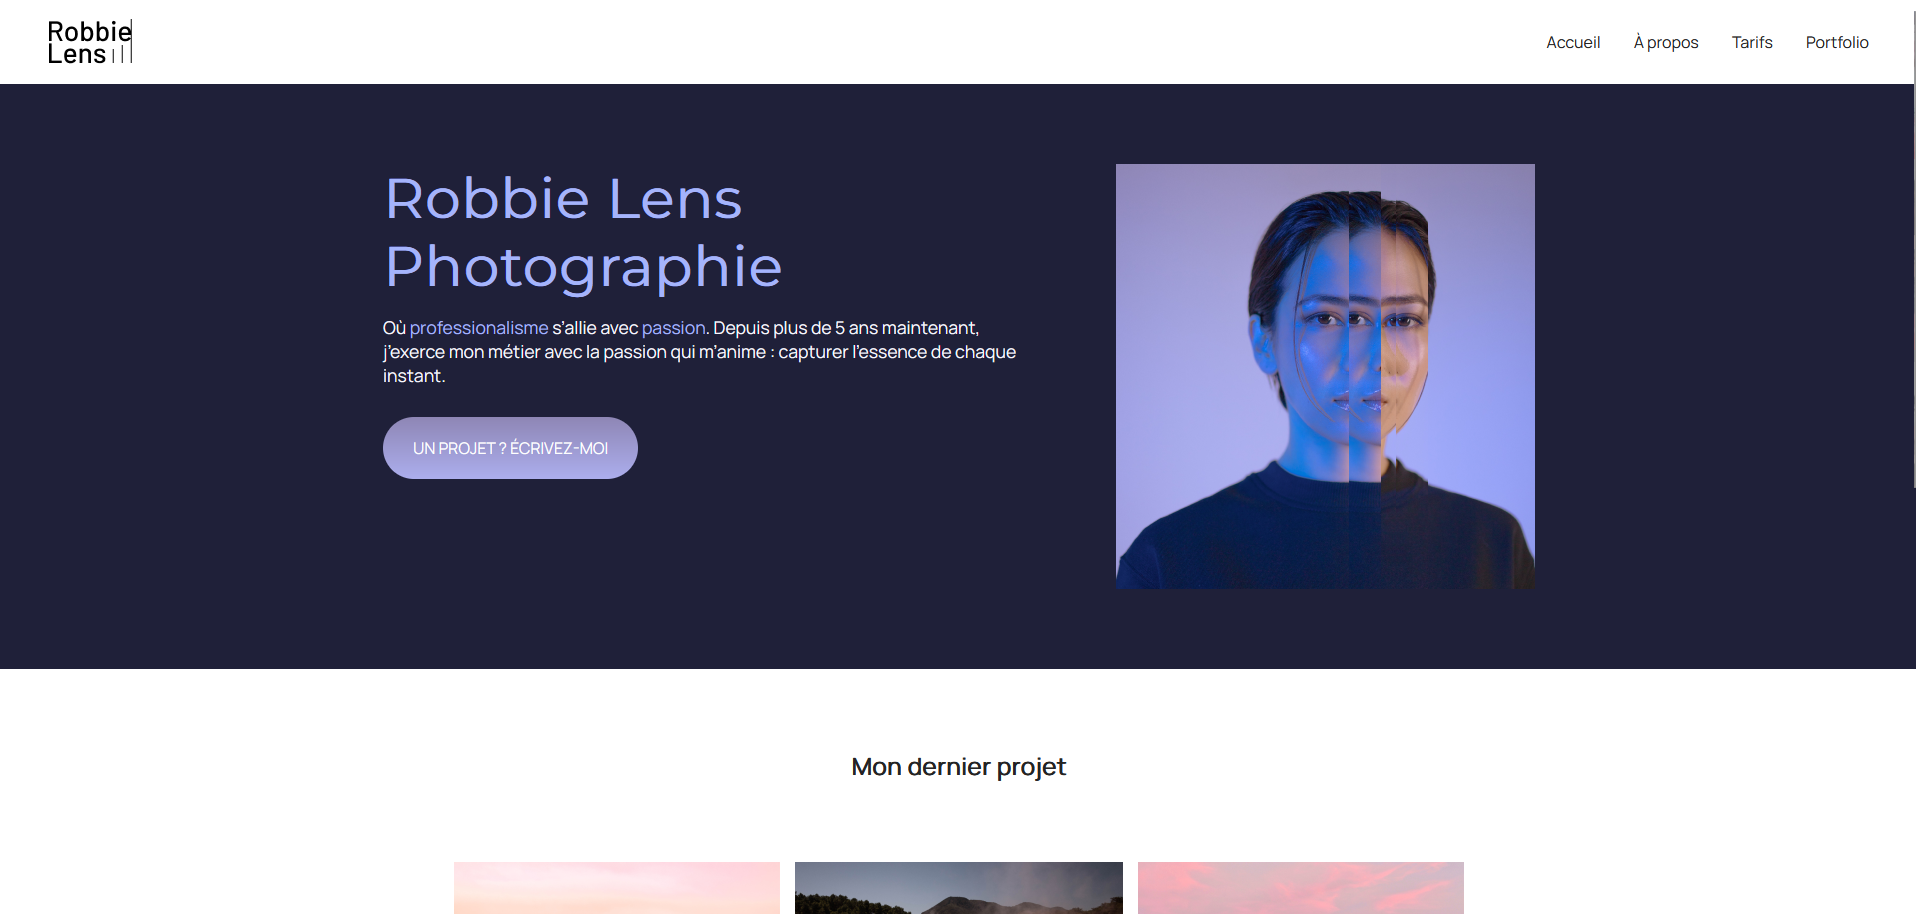 Robbie
Lens
Accueil
À propos
Tarifs
Portfolio
Robbie Lens
Photographie
Où professionalisme s’allie avec passion. Depuis plus de 5 ans maintenant,
j’exerce mon métier avec la passion qui m’anime : capturer l’essence de chaque
instant.
UN PROJET ? ÉCRIVEZ-MOI
Mon dernier projet